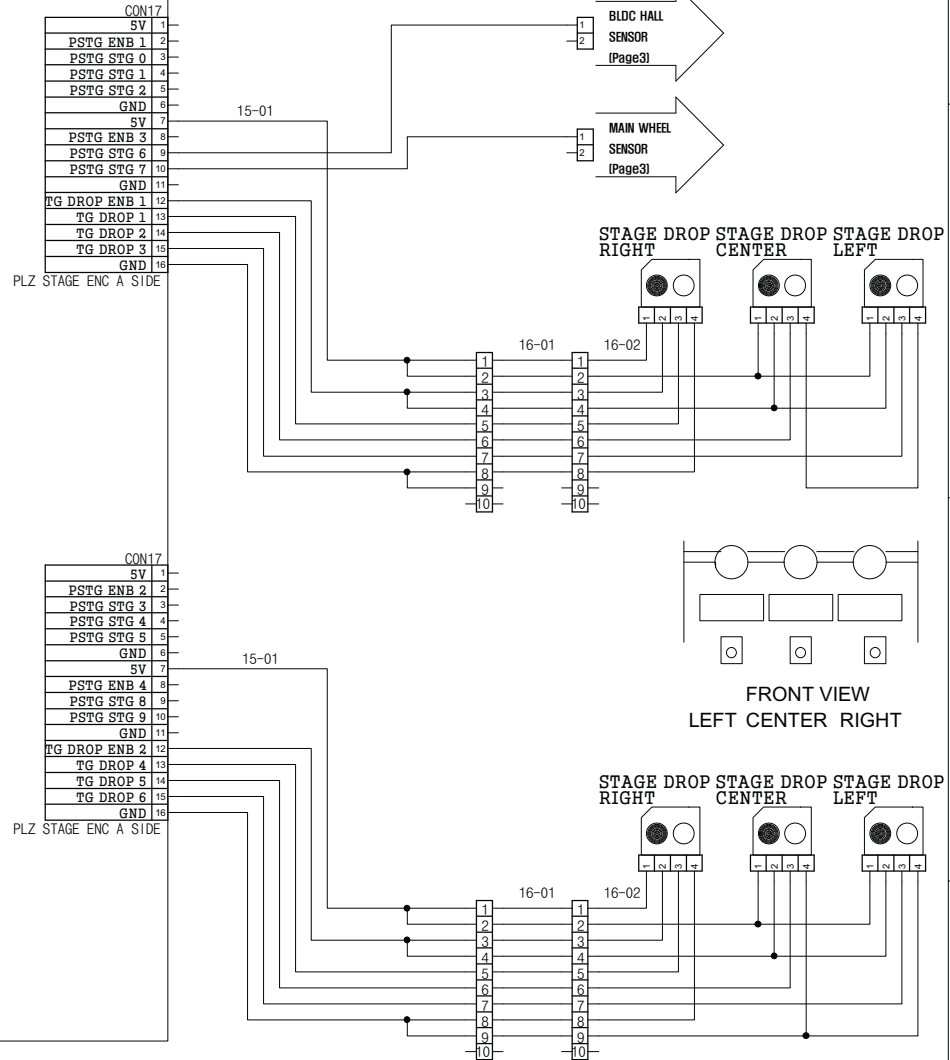 CON17
5V 1
PSTG ENB 1 2
PSTG STG 0 3
PSTG STG 1 4
PSTG STG 2 5
GND 6
5V 7
PSTG ENB 3 8
PSTG STG 6 9
PSTG STG 7 10
GND 11
TG DROP ENB 1 12
TG DROP 1 13
TG DROP 2 14
TG DROP 3 15
GND 16
PLZ STAGE ENC A SIDE
15-01
1
2
BLDC HALL
SENSOR
(Page3)
1
2
MAIN WHEEL
SENSOR
(Page3)
STAGE DROP RIGHT
STAGE DROP CENTER
STAGE DROP LEFT
1 2 3 4
1 2 3 4
1 2 3 4
16-01
16-02
1 1
2 2
3 3
4 4
5 5
6 6
7 7
8 8
9 9
10 10
FRONT VIEW
LEFT CENTER RIGHT
CON17
5V 1
PSTG ENB 2 2
PSTG STG 3 3
PSTG STG 4 4
PSTG STG 5 5
GND 6
5V 7
PSTG ENB 4 8
PSTG STG 8 9
PSTG STG 9 10
GND 11
TG DROP ENB 2 12
TG DROP 4 13
TG DROP 5 14
TG DROP 6 15
GND 16
PLZ STAGE ENC A SIDE
15-01
STAGE DROP RIGHT
STAGE DROP CENTER
STAGE DROP LEFT
1 2 3 4
1 2 3 4
1 2 3 4
16-01
16-02
1 1
2 2
3 3
4 4
5 5
6 6
7 7
8 8
9 9
10 10